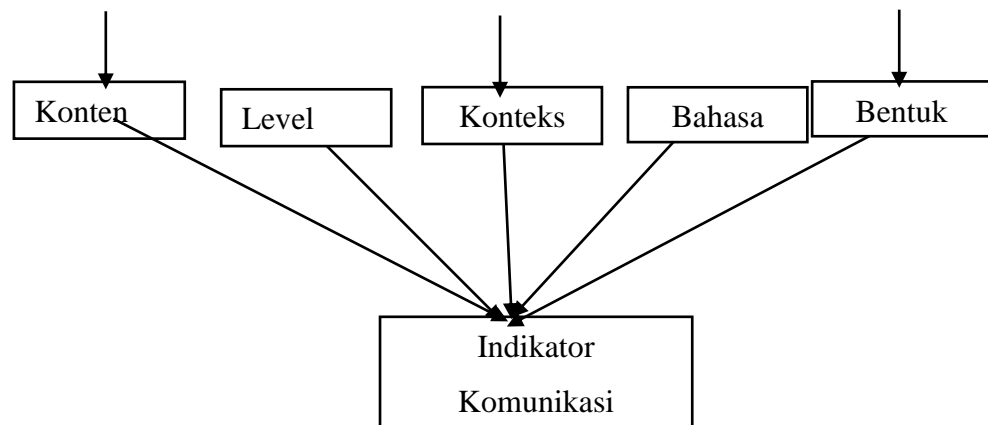 Konten
Level
Konteks
Bahasa
Bentuk
Indikator
Komunikasi